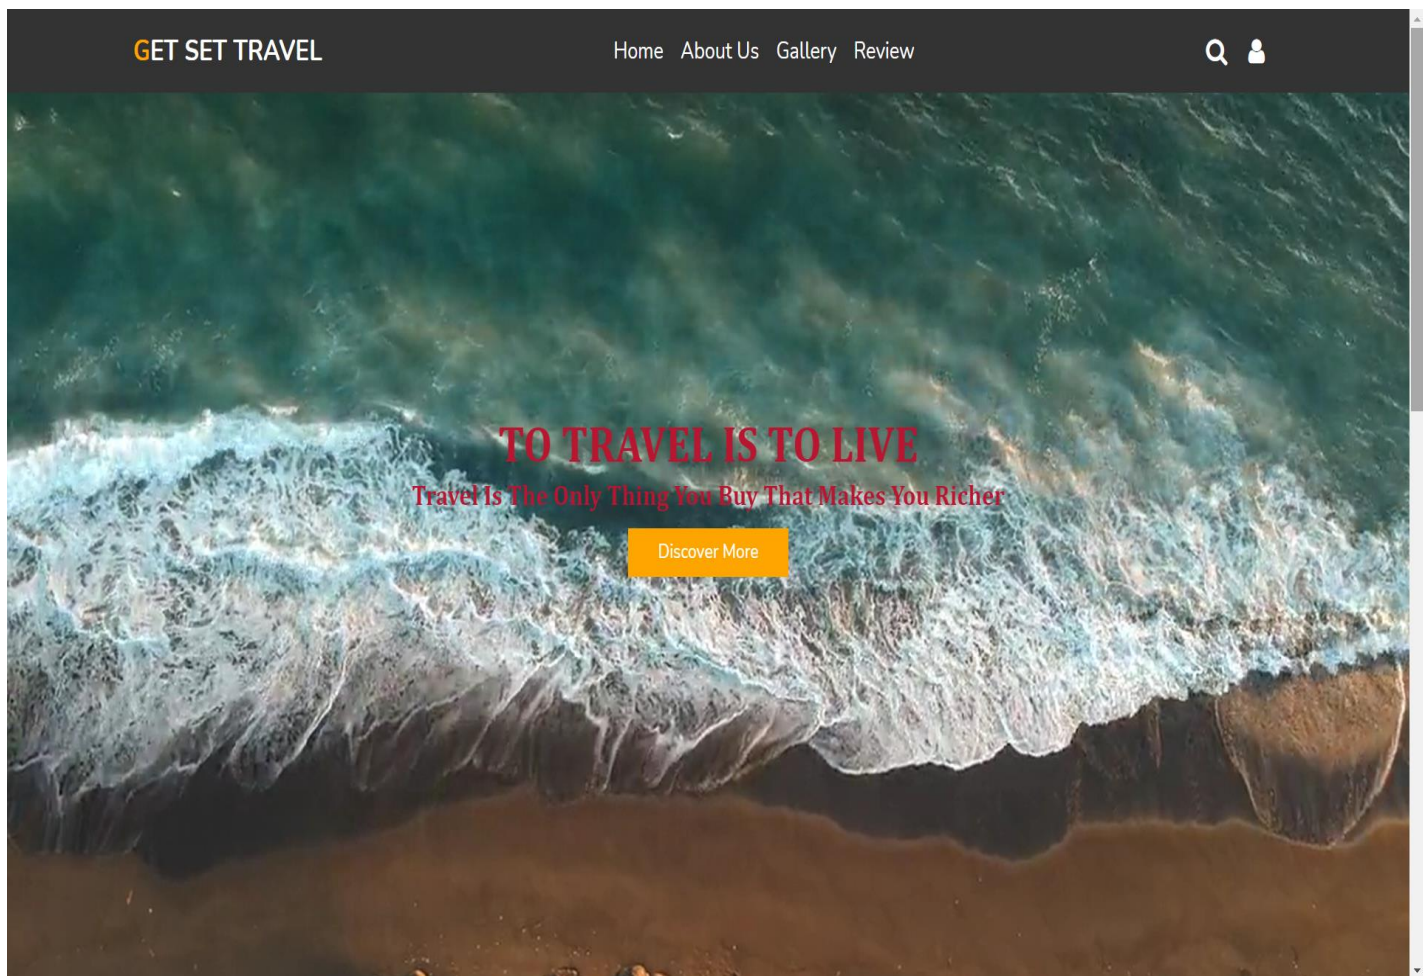 GET SET TRAVEL
Home About Us Gallery Review
TO TRAVEL IS TO LIVE
Travel Is The Only Thing You Buy That Makes You Richer
Discover More